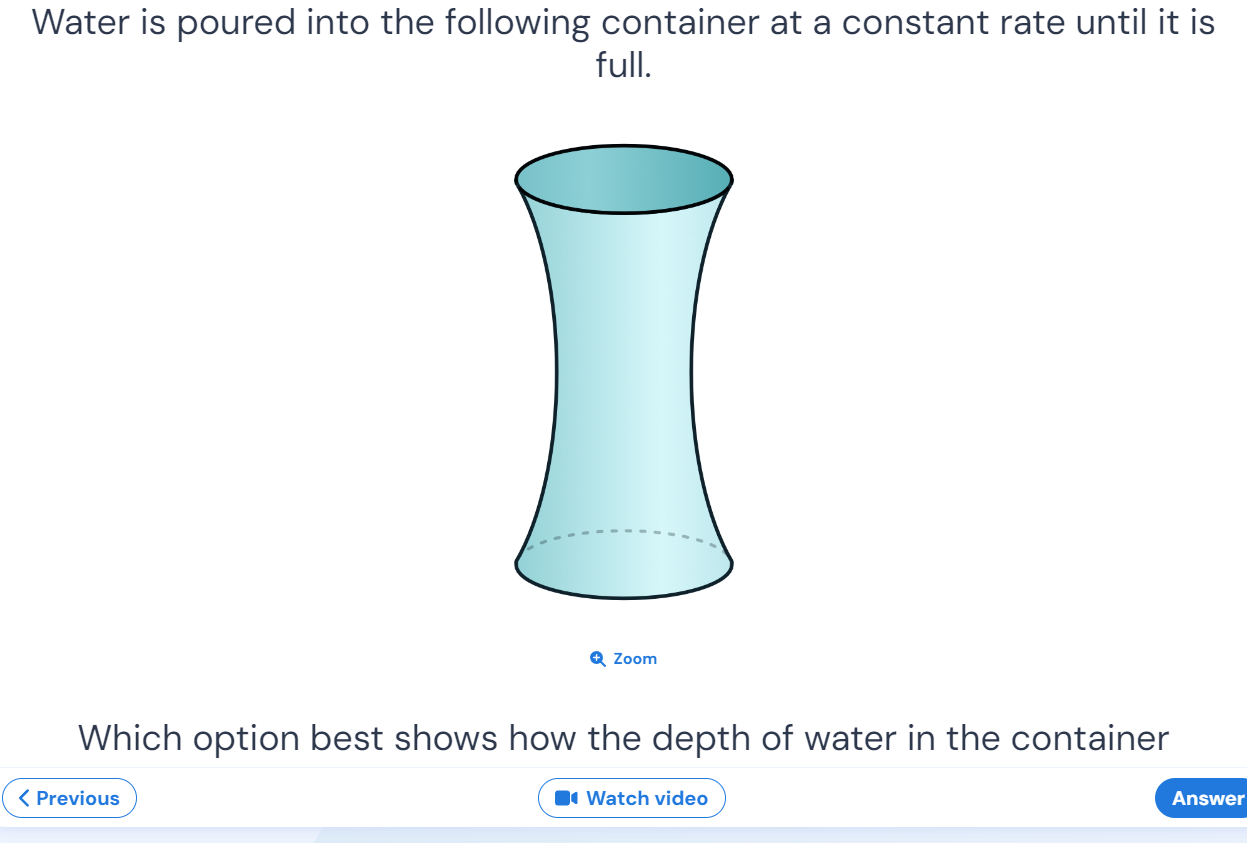 Water is poured into the following container at a constant rate until it is
full.
Zoom
Which option best shows how the depth of water in the container
Previous
Watch video
Answer